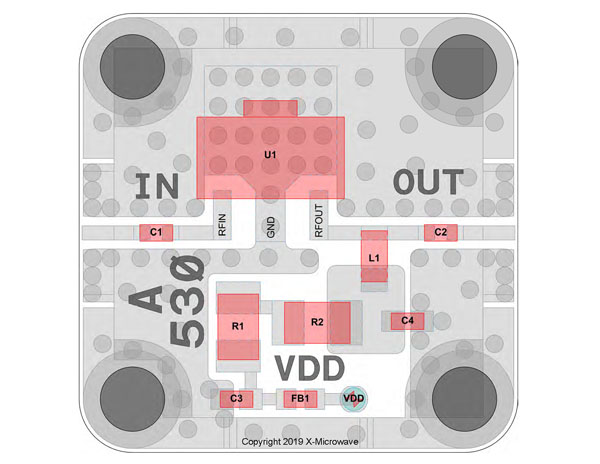 U1
IN
OUT
C1
RFIN
GND
RFOUT
C2
L1
A
530
R1
R2
C4
VDD
C3
FB1
VDD
Copyright 2019 X-Microwave